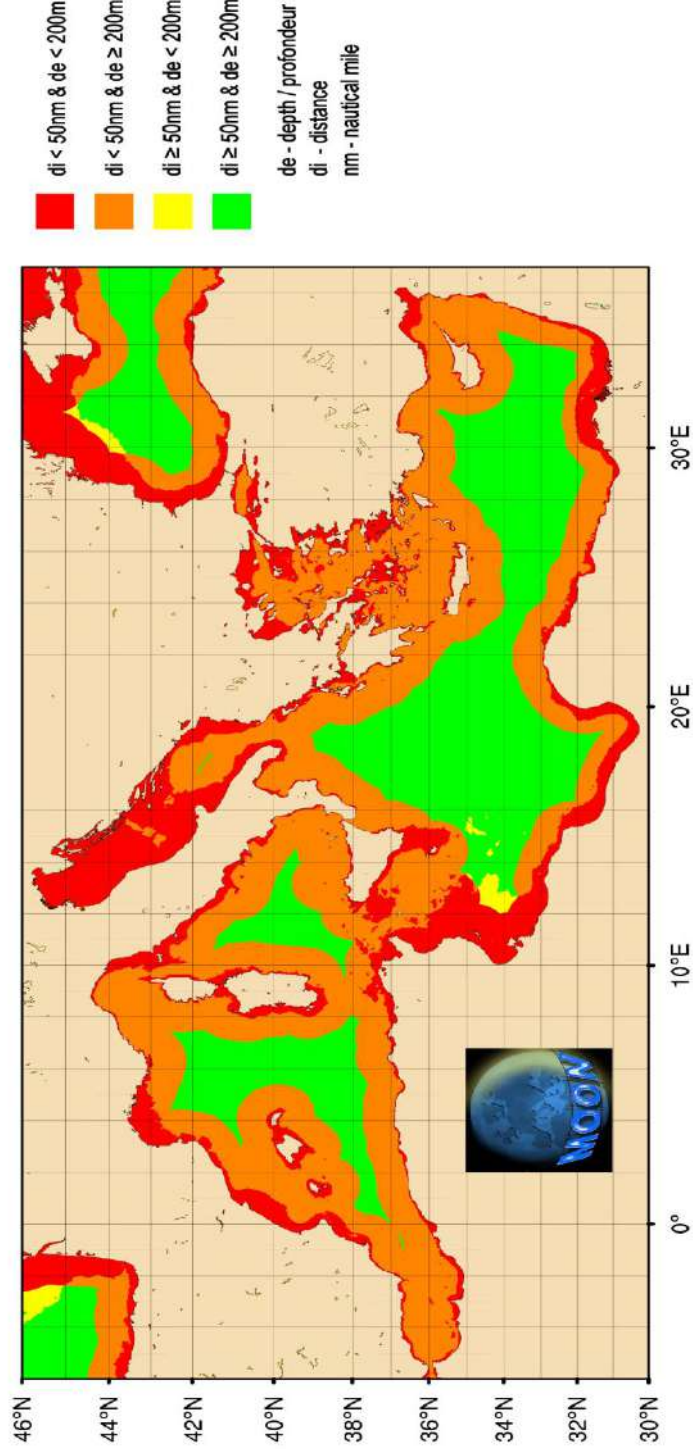 di < 50nm & de < 200m
di < 50nm & de ≥ 200m
di ≥ 50nm & de < 200m
di ≥ 50nm & de ≥ 200m
de - depth / profondeur
di - distance
nm - nautical mile
46°N
44°N
42°N
40°N
38°N
36°N
34°N
32°N
30°N
0°
10°E
20°E
30°E
MOON